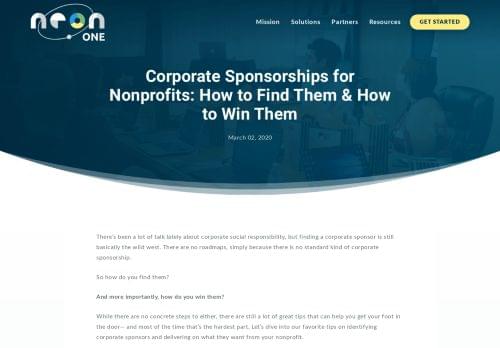 neon
ONE
Mission Solutions Partners Resources GET STARTED
Corporate Sponsorships for
Nonprofits: How to Find Them & How
to Win Them
March 02, 2020
There's been a lot of talk lately about corporate social responsibility, but finding a corporate sponsor is still
basically the wild west. There are no roadmaps, simply because there is no standard kind of corporate
sponsorship.
So how do you find them?
And more importantly, how do you win them?
While there are no concrete steps to either, there are still a lot of great tips that can help you get your foot in
the door— and most of the time that's the hardest part. Let's dive into our favorite tips on identifying
corporate sponsors and delivering on what they want from your nonprofit.